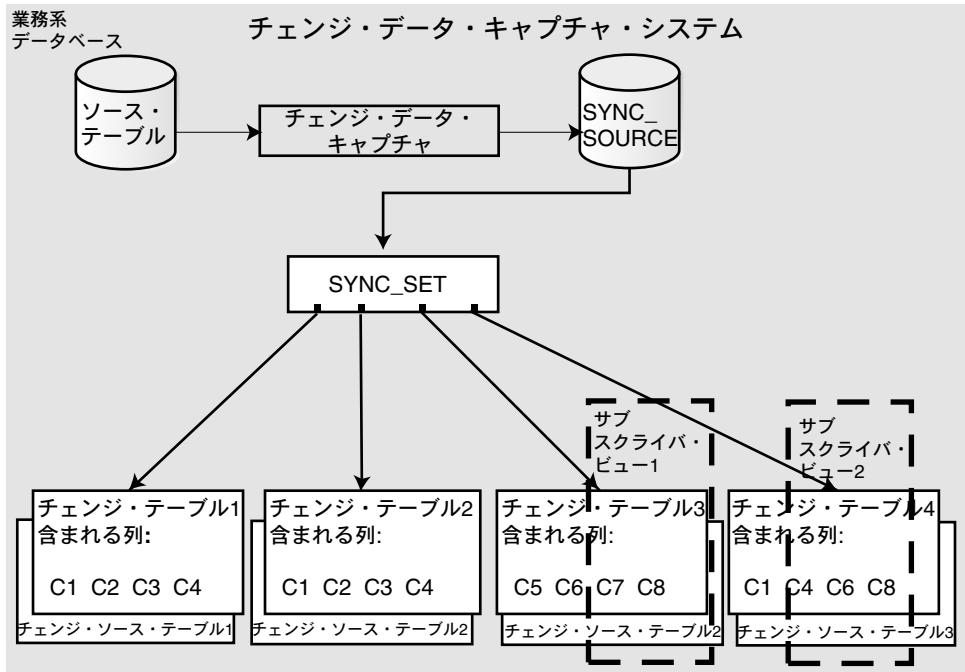 業務系
データベース
チェンジ・データ・キャプチャ・システム
ソース・
テーブル
チェンジ・データ・
キャプチャ
SYNC_
SOURCE
SYNC_SET
サブ
スクライバ・
ビュー1
サブ
スクライバ・
ビュー2
チェンジ・テーブル1
含まれる列:
C1 C2 C3 C4
チェンジ・ソース・テーブル1
チェンジ・テーブル2
含まれる列:
C1 C2 C3 C4
チェンジ・ソース・テーブル2
チェンジ・テーブル3
含まれる列:
C5 C6 C7 C8
チェンジ・ソース・テーブル2
チェンジ・テーブル4
含まれる列:
C1 C4 C6 C8
チェンジ・ソース・テーブル3